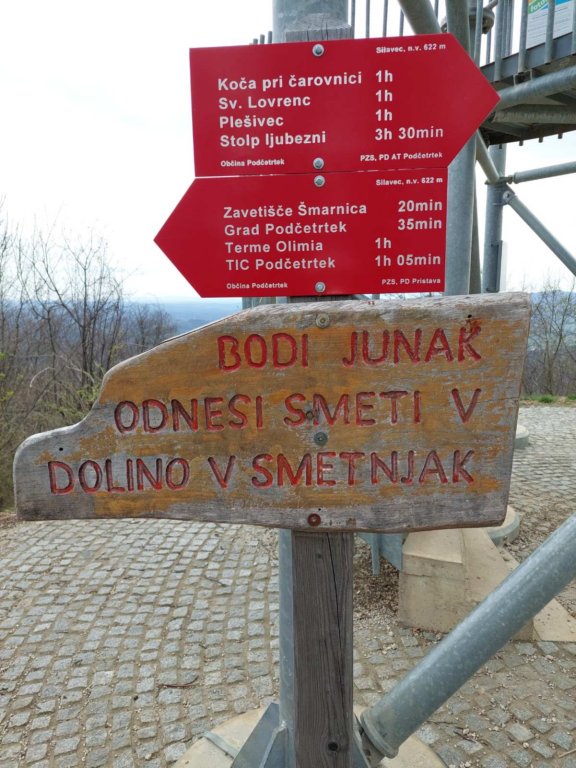 Silavec, n.v. 622 m
Koča pri čarovnici 1h
Sv. Lovrenc 1h
Plešivec 1h
Stolp ljubezni 3h 30min
Občina Podčetrtek PZS, PD AT Podčetrtek
Silavec, n.v. 622 m
Zavetišče Šmarnica 20min
Grad Podčetrtek 35min
Terme Olimia 1h
TIC Podčetrtek 1h 05min
Občina Podčetrtek PZS, PD Pristava
BODI JUNAK
ODNESI SMETI V
DOLINO V SMETNJAK